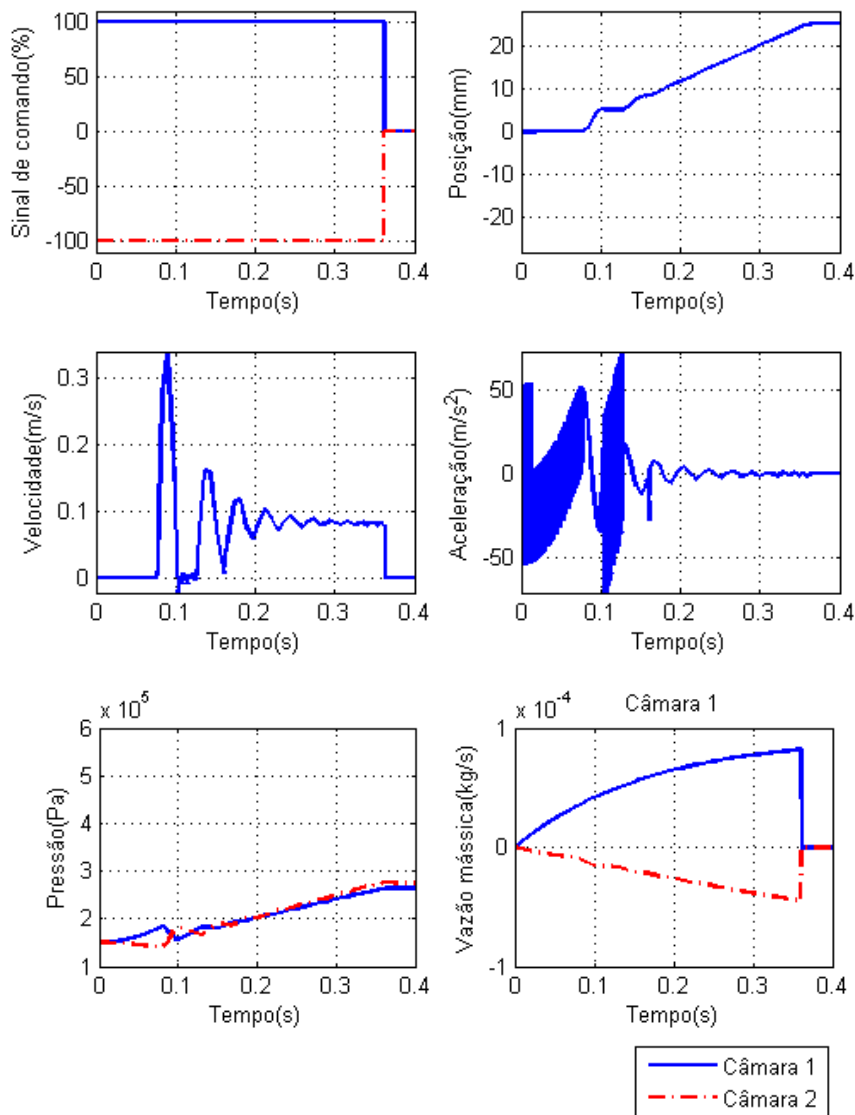 100
50
0
-50
-100
Sinal de comando(%)
0 0.1 0.2 0.3 0.4
Tempo(s)
20
10
0
-10
-20
Posição(mm)
0 0.1 0.2 0.3 0.4
Tempo(s)
0.3
0.2
0.1
0
Velocidade(m/s)
0 0.1 0.2 0.3 0.4
Tempo(s)
50
0
-50
Aceleração(m/s²)
0 0.1 0.2 0.3 0.4
Tempo(s)
x 10⁵
6
5
4
3
2
1
Pressão(Pa)
0 0.1 0.2 0.3 0.4
Tempo(s)
x 10⁻⁴
Câmara 1
1
0
-1
Vazão mássica(kg/s)
0 0.1 0.2 0.3 0.4
Tempo(s)
Câmara 1
Câmara 2